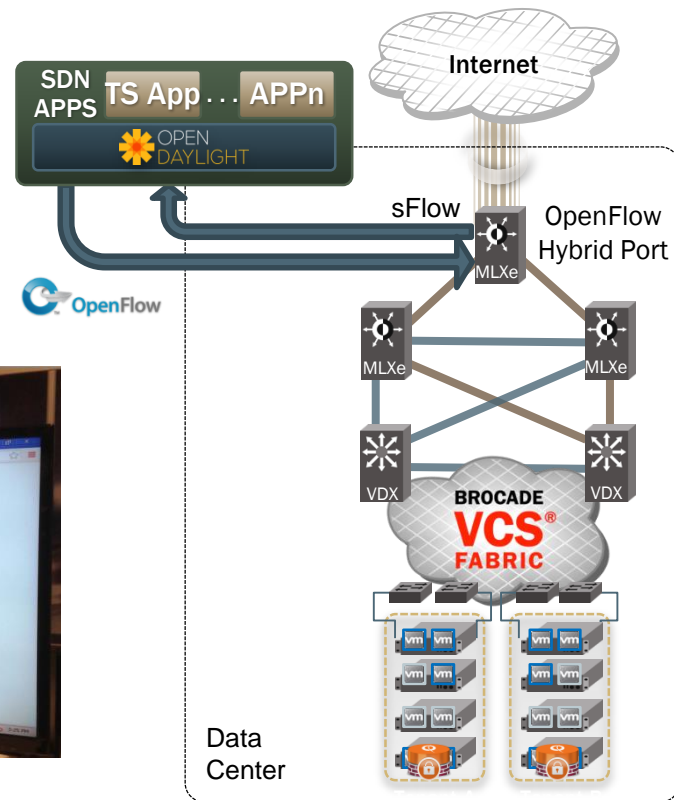 SDN
APPS
TS App . . . APPn
OPEN
DAYLIGHT
Internet
sFlow
OpenFlow
Hybrid Port
MLXe
OpenFlow
MLXe
MLXe
VDX
VDX
BROCADE
VCS®
FABRIC
vm vm vm vm
vm vm vm vm
vm vm vm vm
Data
Center